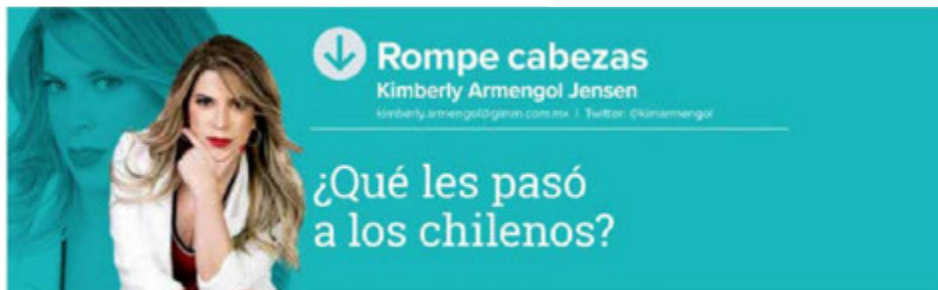 Rompe cabezas
Kimberly Armengol Jensen
kimberly.armengol@gimm.com.mx | Twitter: @kimarmengol
¿Qué les pasó
a los chilenos?